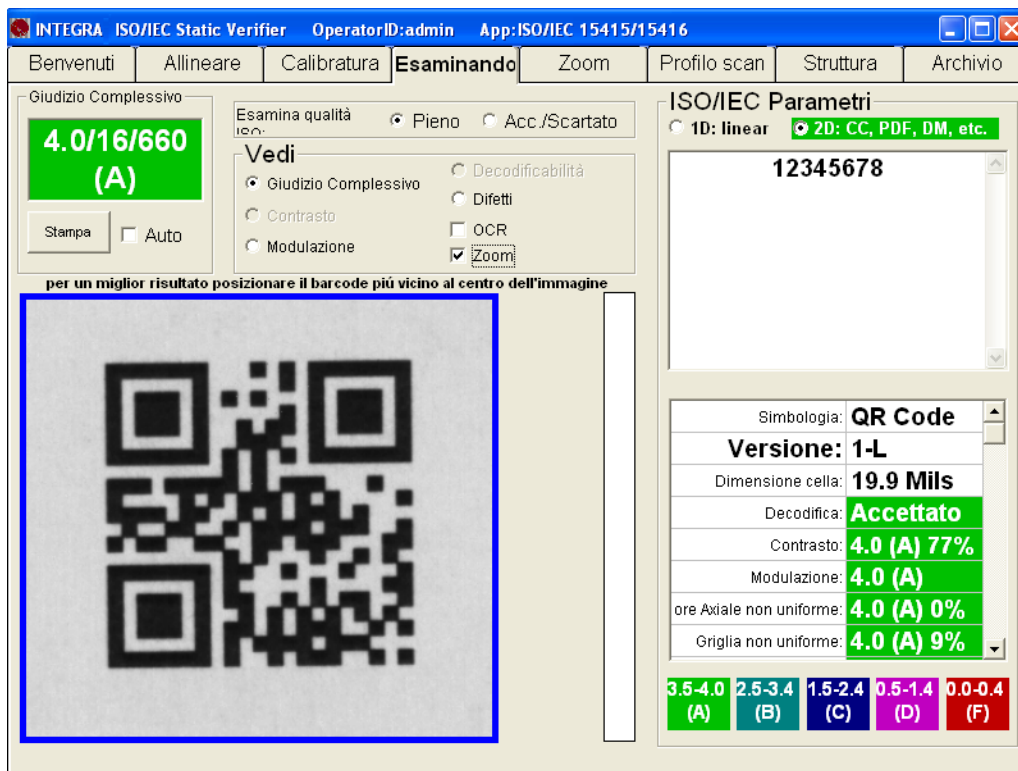 INTEGRA ISO/IEC Static Verifier OperatorID:admin App:ISO/IEC 15415/15416
Benvenuti Allineare Calibratura Esaminando Zoom Profilo scan Struttura Archivio
Giudizio Complessivo
4.0/16/660
(A)
Stampa
Auto
Esamina qualità
ISO:
Pieno
Acc./Scartato
Vedi
Giudizio Complessivo
Contrasto
Modulazione
Decodificabilità
Difetti
OCR
Zoom
per un miglior risultato posizionare il barcode piú vicino al centro dell'immagine
ISO/IEC Parametri
1D: linear
2D: CC, PDF, DM, etc.
12345678
Simbologia: QR Code
Versione: 1-L
Dimensione cella: 19.9 Mils
Decodifica: Accettato
Contrasto: 4.0 (A) 77%
Modulazione: 4.0 (A)
ore Axiale non uniforme: 4.0 (A) 0%
Griglia non uniforme: 4.0 (A) 9%
3.5-4.0 2.5-3.4 1.5-2.4 0.5-1.4 0.0-0.4
(A) (B) (C) (D) (F)